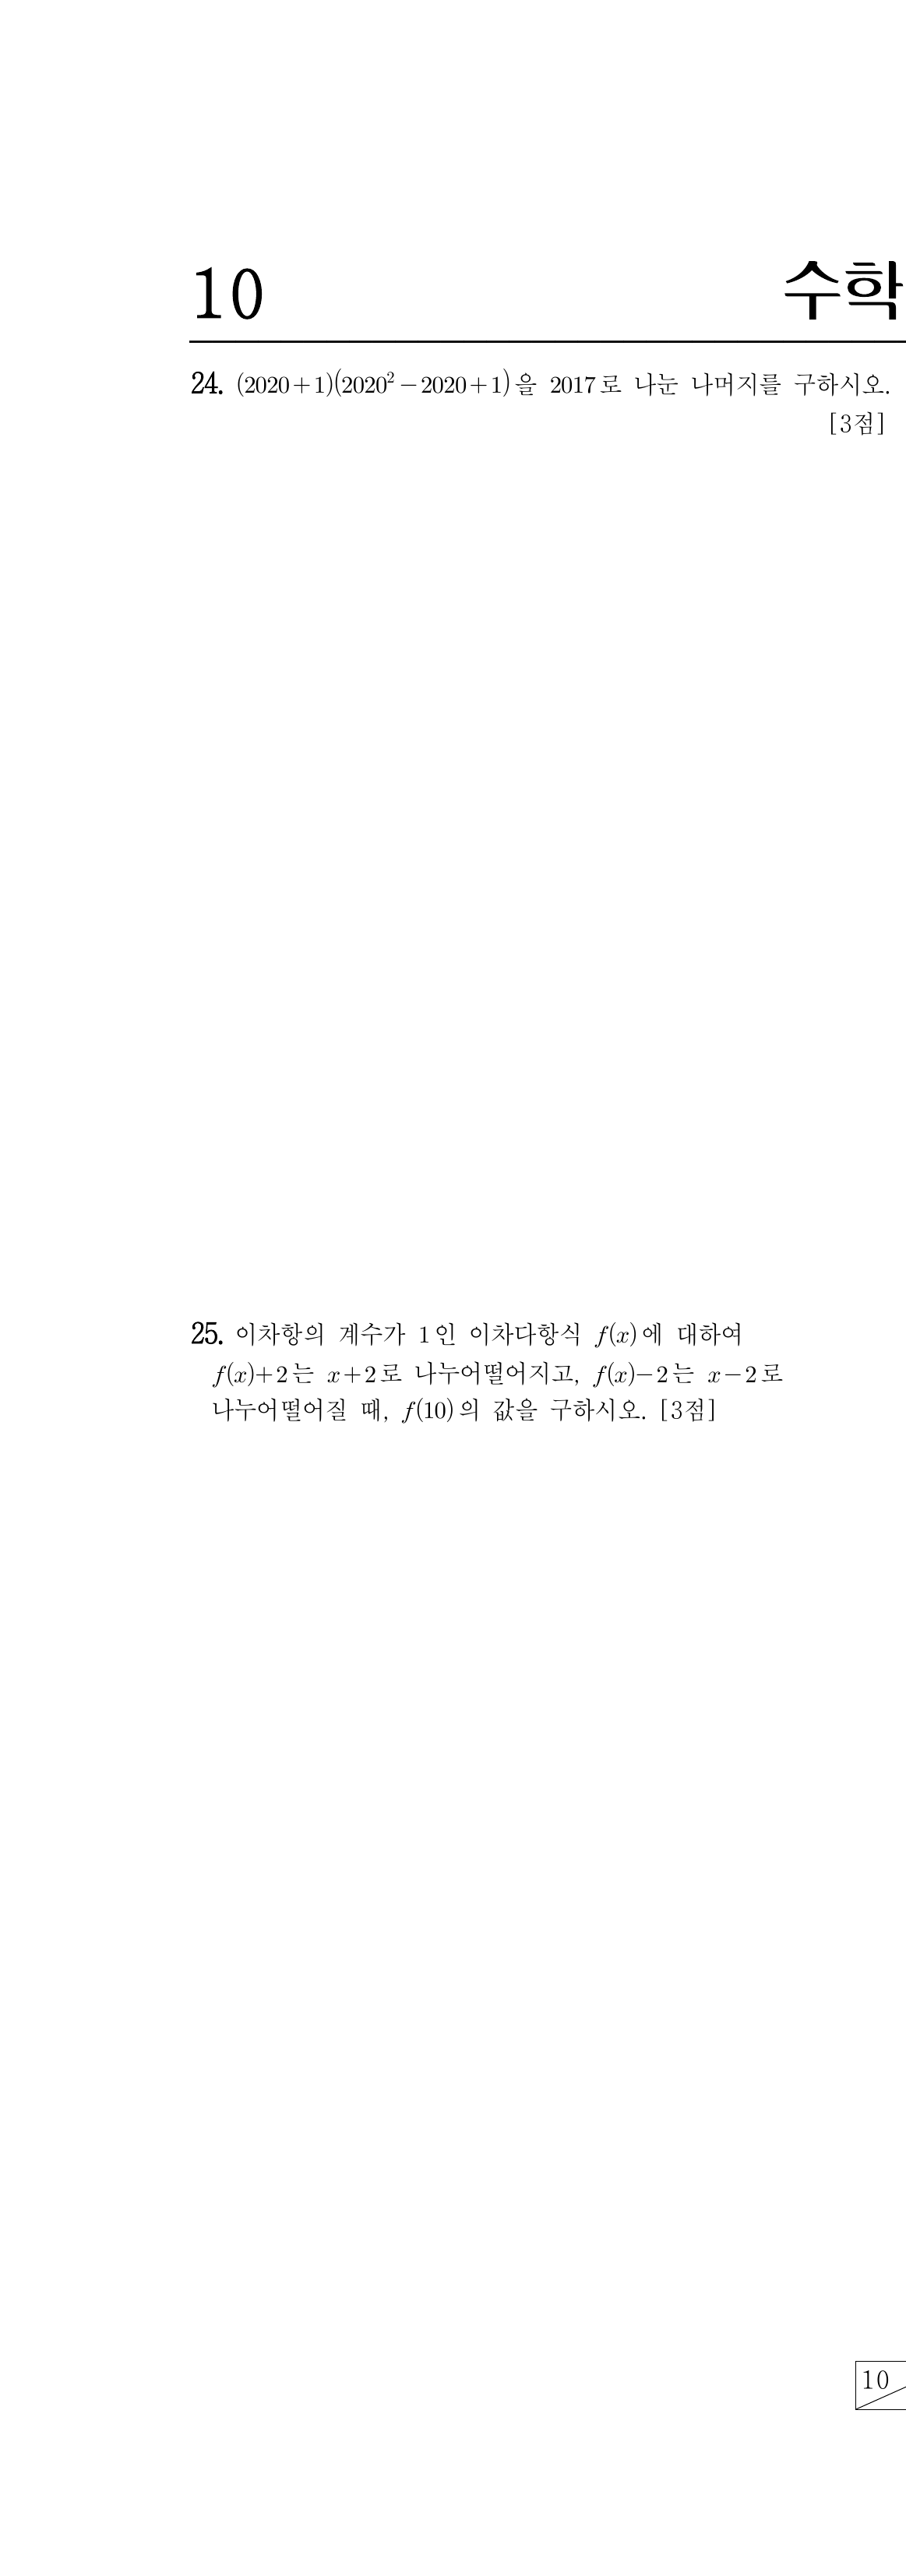 10
수학
24. (2020+1)(2020²-2020+1)을 2017로 나눈 나머지를 구하시오.
[3점]
25. 이차항의 계수가 1인 이차다항식 f(x)에 대하여
f(x)+2는 x+2로 나누어떨어지고, f(x)-2는 x-2로
나누어떨어질 때, f(10)의 값을 구하시오. [3점]
10